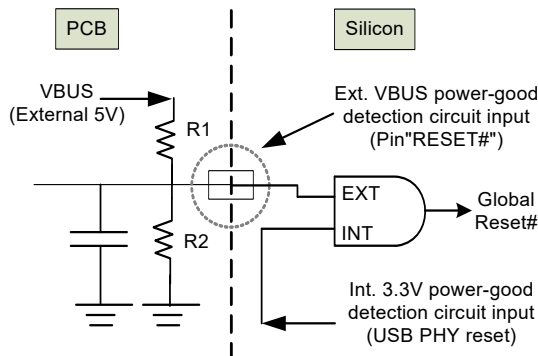 PCB
Silicon
VBUS
(External 5V)
R1
R2
Ext. VBUS power-good
detection circuit input
(Pin"RESET#")
EXT
INT
Global
Reset#
Int. 3.3V power-good
detection circuit input
(USB PHY reset)